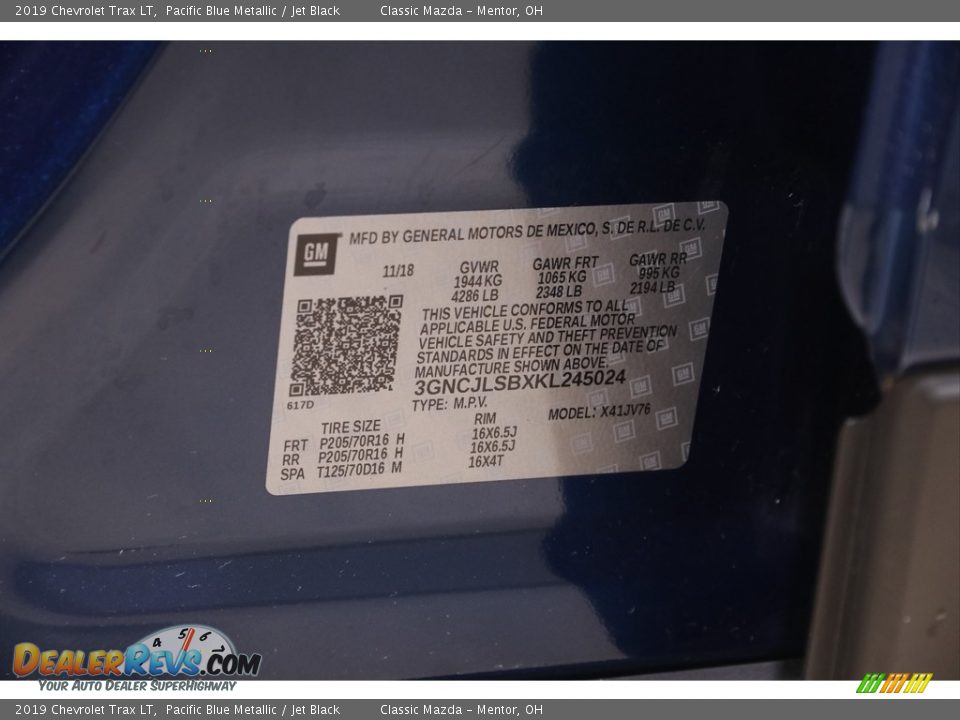 2019 Chevrolet Trax LT, Pacific Blue Metallic / Jet Black Classic Mazda - Mentor, OH
GM MFD BY GENERAL MOTORS DE MEXICO, S. DE R.L. DE C.V.
11/18 GVWR GAWR FRT GAWR RR
1944 KG 1065 KG 995 KG
4286 LB 2348 LB 2194 LB
THIS VEHICLE CONFORMS TO ALL
APPLICABLE U.S. FEDERAL MOTOR
VEHICLE SAFETY AND THEFT PREVENTION
STANDARDS IN EFFECT ON THE DATE OF
MANUFACTURE SHOWN ABOVE.
3GNCJLSBXKL245024
617D TYPE: M.P.V. MODEL: X41JV76
TIRE SIZE RIM
FRT P205/70R16 H 16X6.5J
RR P205/70R16 H 16X6.5J
SPA T125/70D16 M 16X4T
4 5 6
DEALERREVS.COM
YOUR AUTO DEALER SUPERHIGHWAY
2019 Chevrolet Trax LT, Pacific Blue Metallic / Jet Black Classic Mazda - Mentor, OH